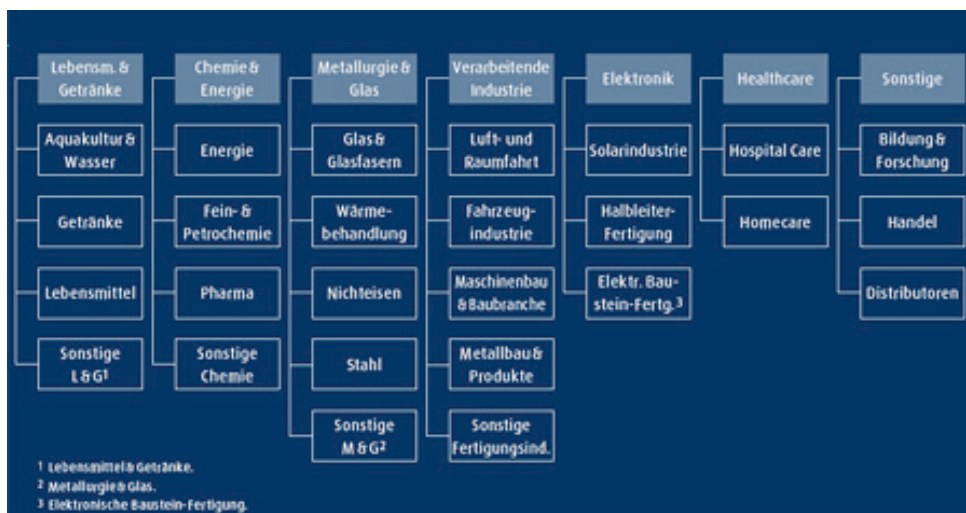 Lebensm. &
Getränke
Aquakultur &
Wasser
Getränke
Lebensmittel
Sonstige
L & G¹
Chemie &
Energie
Energie
Fein- &
Petrochemie
Pharma
Sonstige
Chemie
Metallurgie &
Glas
Glas &
Glasfasern
Wärme-
behandlung
Nichteisen
Stahl
Sonstige
M & G²
Verarbeitende
Industrie
Luft- und
Raumfahrt
Fahrzeug-
industrie
Maschinenbau
& Baubranche
Metallbau &
Produkte
Sonstige
Fertigungsind.
Elektronik
Solarindustrie
Halbleiter-
Fertigung
Elektr. Bau-
stein-Fertg.³
Healthcare
Hospital Care
Homecare
Sonstige
Bildung &
Forschung
Handel
Distributoren
¹ Lebensmittel & Getränke.
² Metallurgie & Glas.
³ Elektronische Baustein-Fertigung.